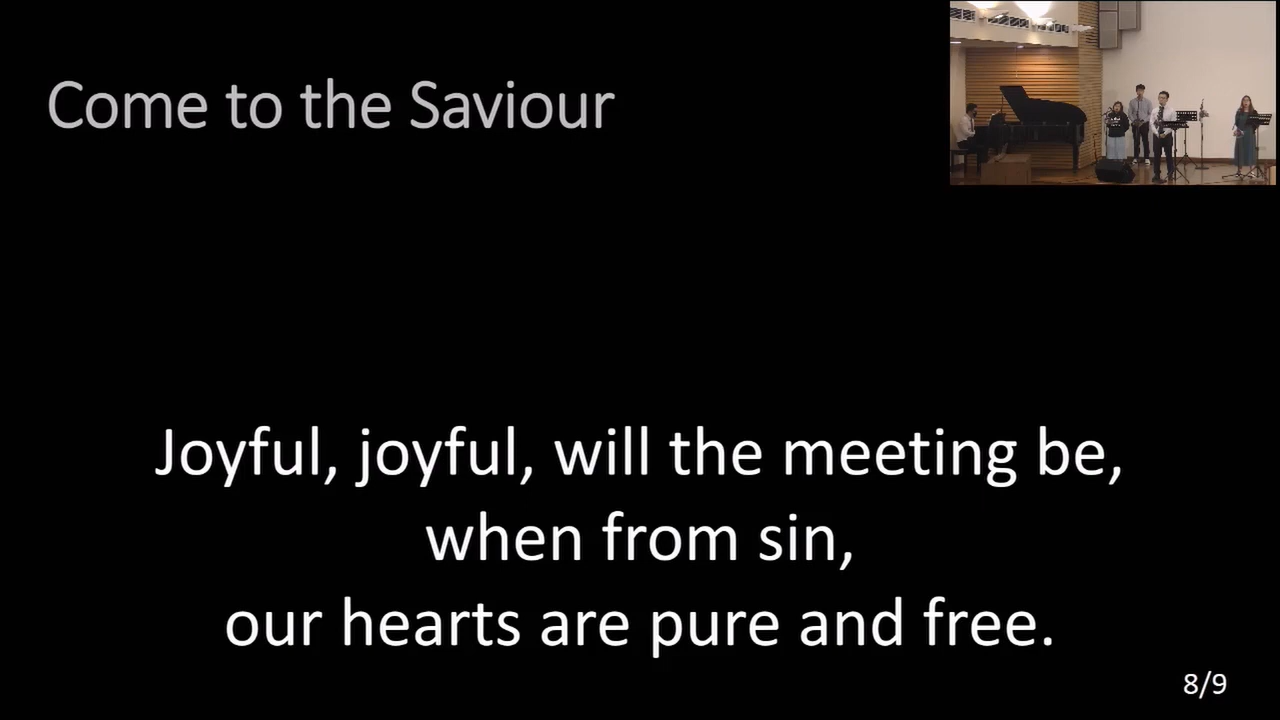 Come to the Saviour
Joyful, joyful, will the meeting be,
when from sin,
our hearts are pure and free.
8/9